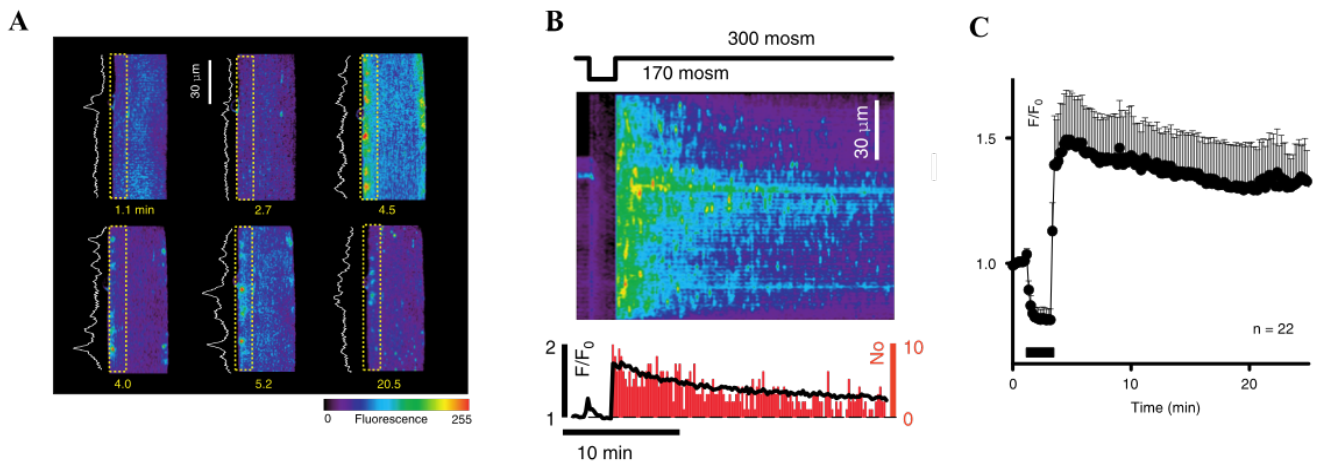 A
30 µm
1.1 min
2.7
4.5
4.0
5.2
20.5
0
Fluorescence
255
B
300 mosm
170 mosm
30 µm
2
1
F/F0
No
10
0
10 min
C
F/F0
1.5
1.0
n = 22
0
10
20
Time (min)